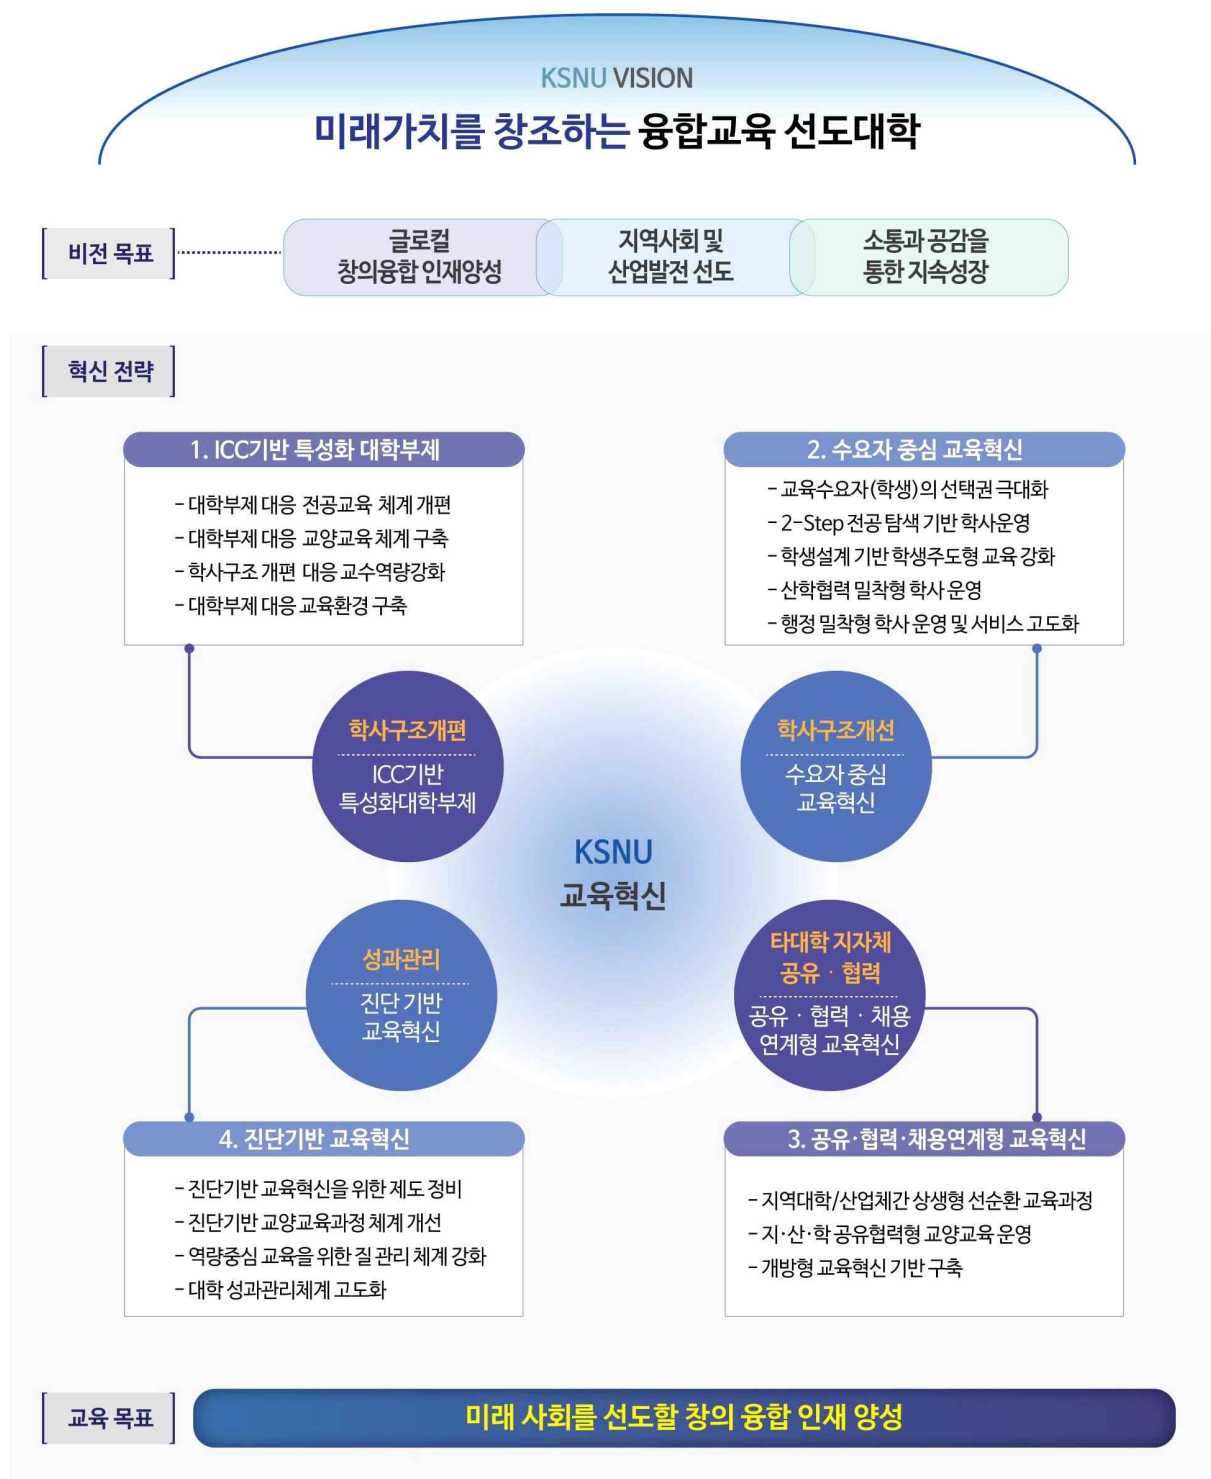 KSNU VISION
미래가치를 창조하는 융합교육 선도대학
비전 목표
글로컬
창의융합 인재양성
지역사회 및
산업발전 선도
소통과 공감을
통한 지속성장
혁신 전략
1. ICC기반 특성화 대학부제
- 대학부제 대응 전공교육 체계 개편
- 대학부제 대응 교양교육 체계 구축
- 학사구조 개편 대응 교수역량강화
- 대학부제 대응 교육환경 구축
2. 수요자 중심 교육혁신
- 교육수요자(학생)의 선택권 극대화
- 2-Step 전공 탐색 기반 학사운영
- 학생설계 기반 학생주도형 교육 강화
- 산학협력 밀착형 학사 운영
- 행정 밀착형 학사 운영 및 서비스 고도화
학사구조개편
ICC기반
특성화대학부제
학사구조개선
수요자 중심
교육혁신
KSNU
교육혁신
성과관리
진단 기반
교육혁신
타대학 지자체
공유 · 협력
공유 · 협력 · 채용
연계형 교육혁신
4. 진단기반 교육혁신
- 진단기반 교육혁신을 위한 제도 정비
- 진단기반 교양교육과정 체계 개선
- 역량중심 교육을 위한 질 관리 체계 강화
- 대학 성과관리체계 고도화
3. 공유·협력·채용연계형 교육혁신
- 지역대학/산업체간 상생형 선순환 교육과정
- 지·산·학 공유협력형 교양교육 운영
- 개방형 교육혁신 기반 구축
교육 목표
미래 사회를 선도할 창의 융합 인재 양성